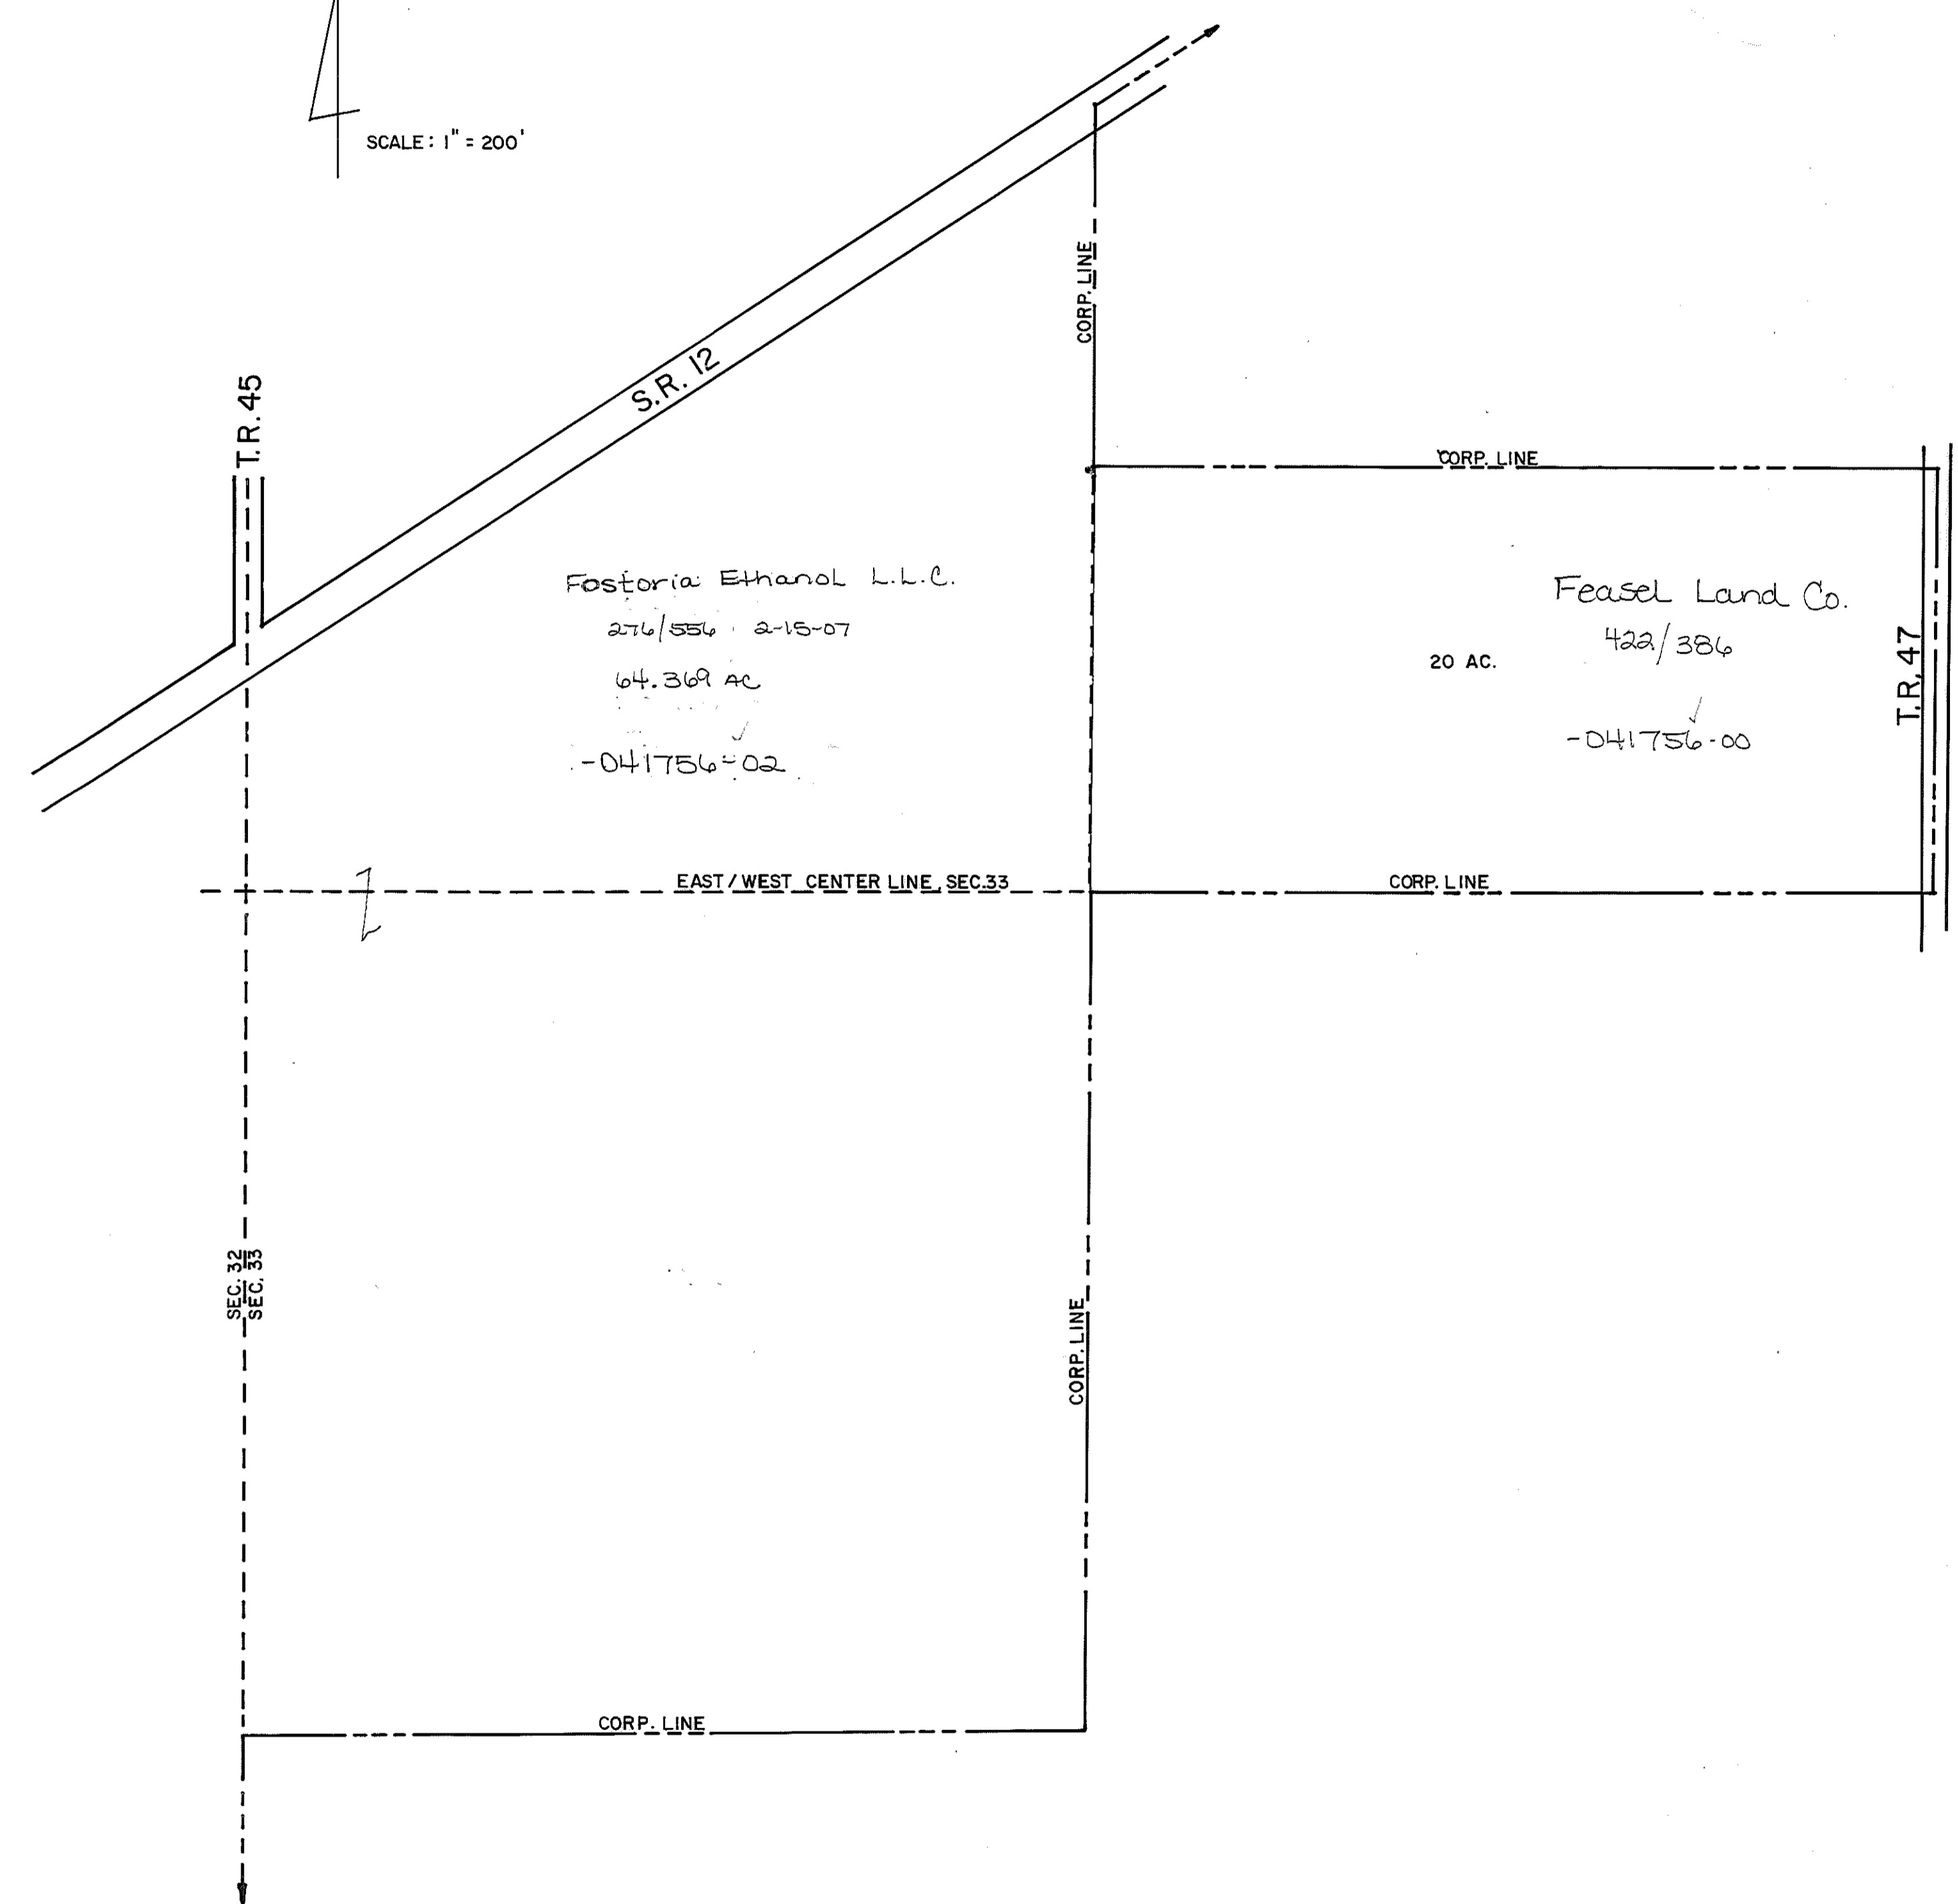 SCALE: 1" = 200'
CORP. LINE
S.R. 12
T.R. 45
CORP. LINE
Fostoria Ethanol L.L.C.
276/556 2-15-07
64.369 AC
-041756-02
Feasel Land Co.
422/386
20 AC.
-041756-00
T.R. 47
EAST/WEST CENTER LINE, SEC.33
CORP. LINE
SEC. 32
SEC. 33
CORP. LINE
CORP. LINE